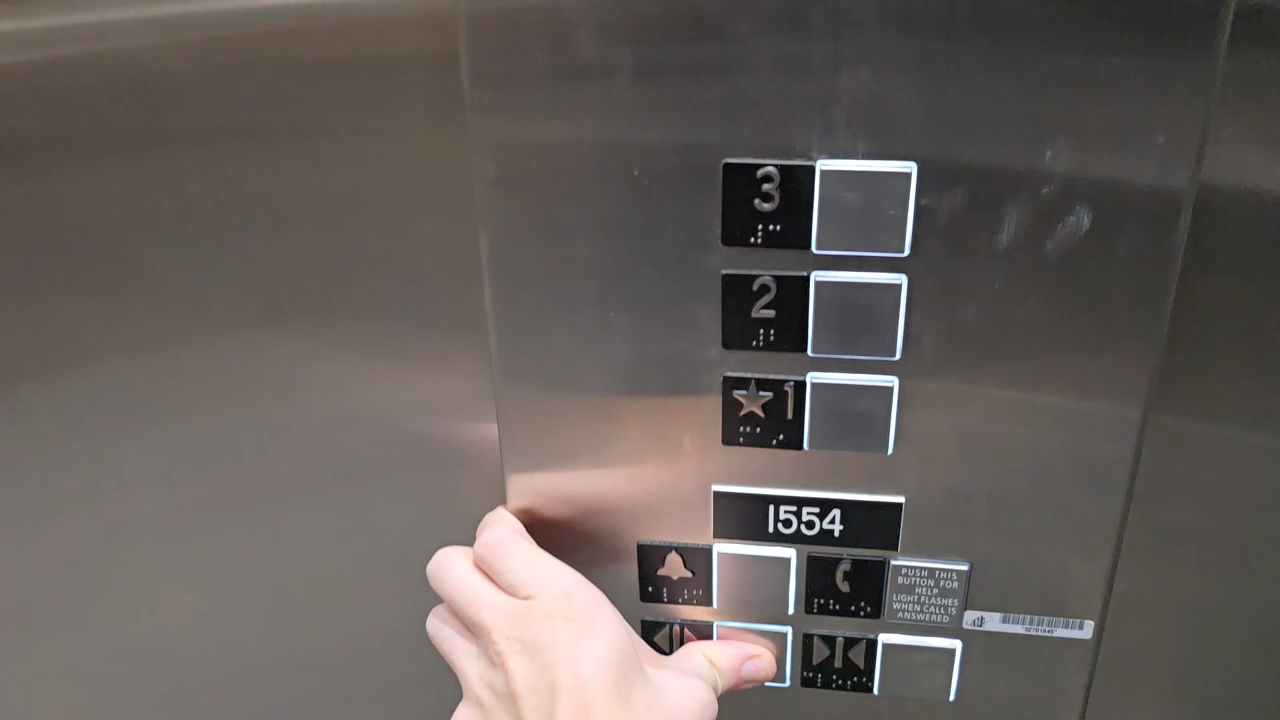 3
2
★1
1554
PUSH THIS
BUTTON FOR
HELP
LIGHT FLASHES
WHEN CALL IS
ANSWERED